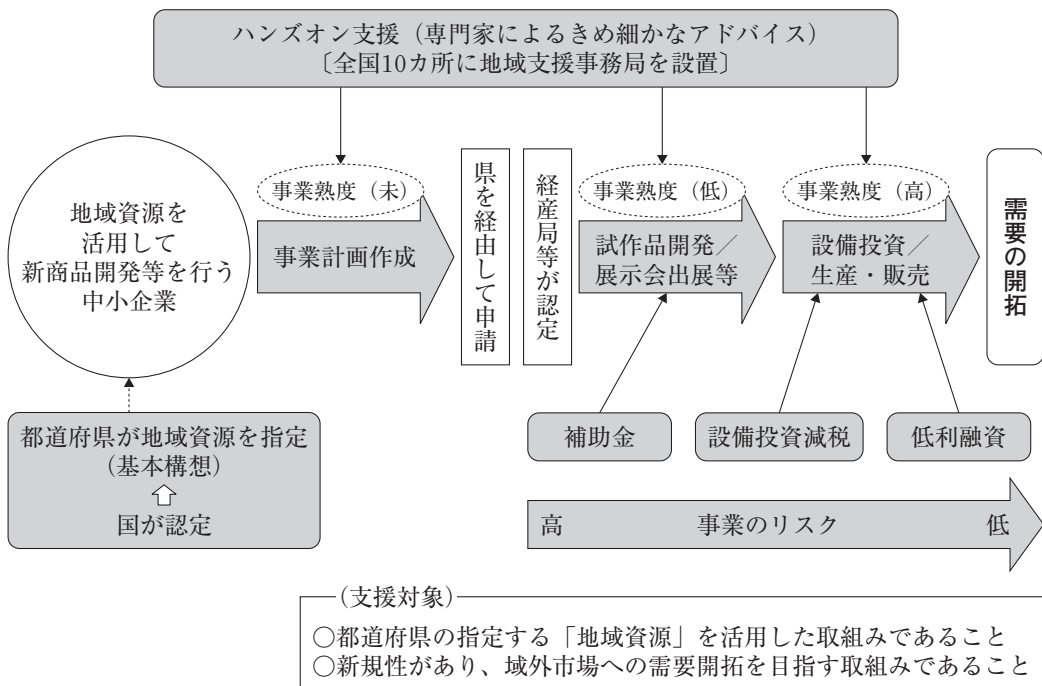 ハンズオン支援（専門家によるきめ細かなアドバイス）
〔全国10カ所に地域支援事務局を設置〕
地域資源を
活用して
新商品開発等を行う
中小企業
事業熟度（未）
事業計画作成
県を経由して申請
経産局等が認定
事業熟度（低）
試作品開発／
展示会出展等
事業熟度（高）
設備投資／
生産・販売
需要の開拓
都道府県が地域資源を指定
（基本構想）
国が認定
補助金
設備投資減税
低利融資
高　事業のリスク　低
（支援対象）
○都道府県の指定する「地域資源」を活用した取組みであること
○新規性があり、域外市場への需要開拓を目指す取組みであること